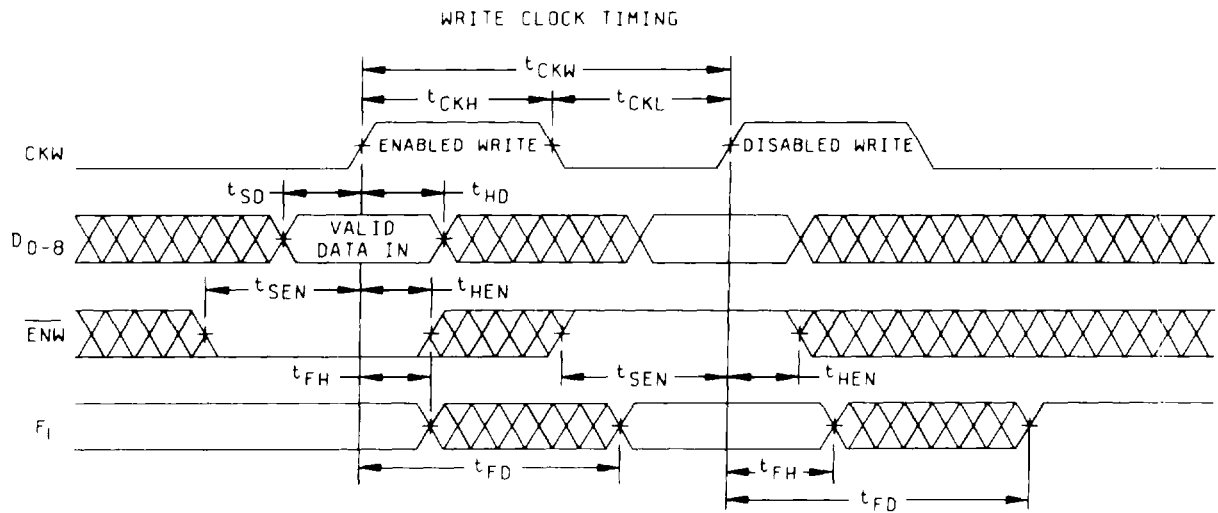 WRITE CLOCK TIMING
tCKW
tCKH tCKL
CKW ENABLED WRITE DISABLED WRITE
tSD tHD
D0-8 VALID
DATA IN
tSEN tHEN
ENW
tFH tSEN tHEN
FI
tFD tFH
tFD